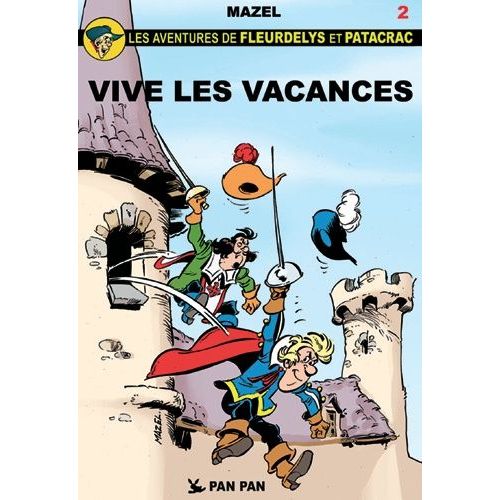 MAZEL
2
LES AVENTURES DE FLEURDELYS ET PATACRAC
VIVE LES VACANCES
MAZEL
PAN PAN